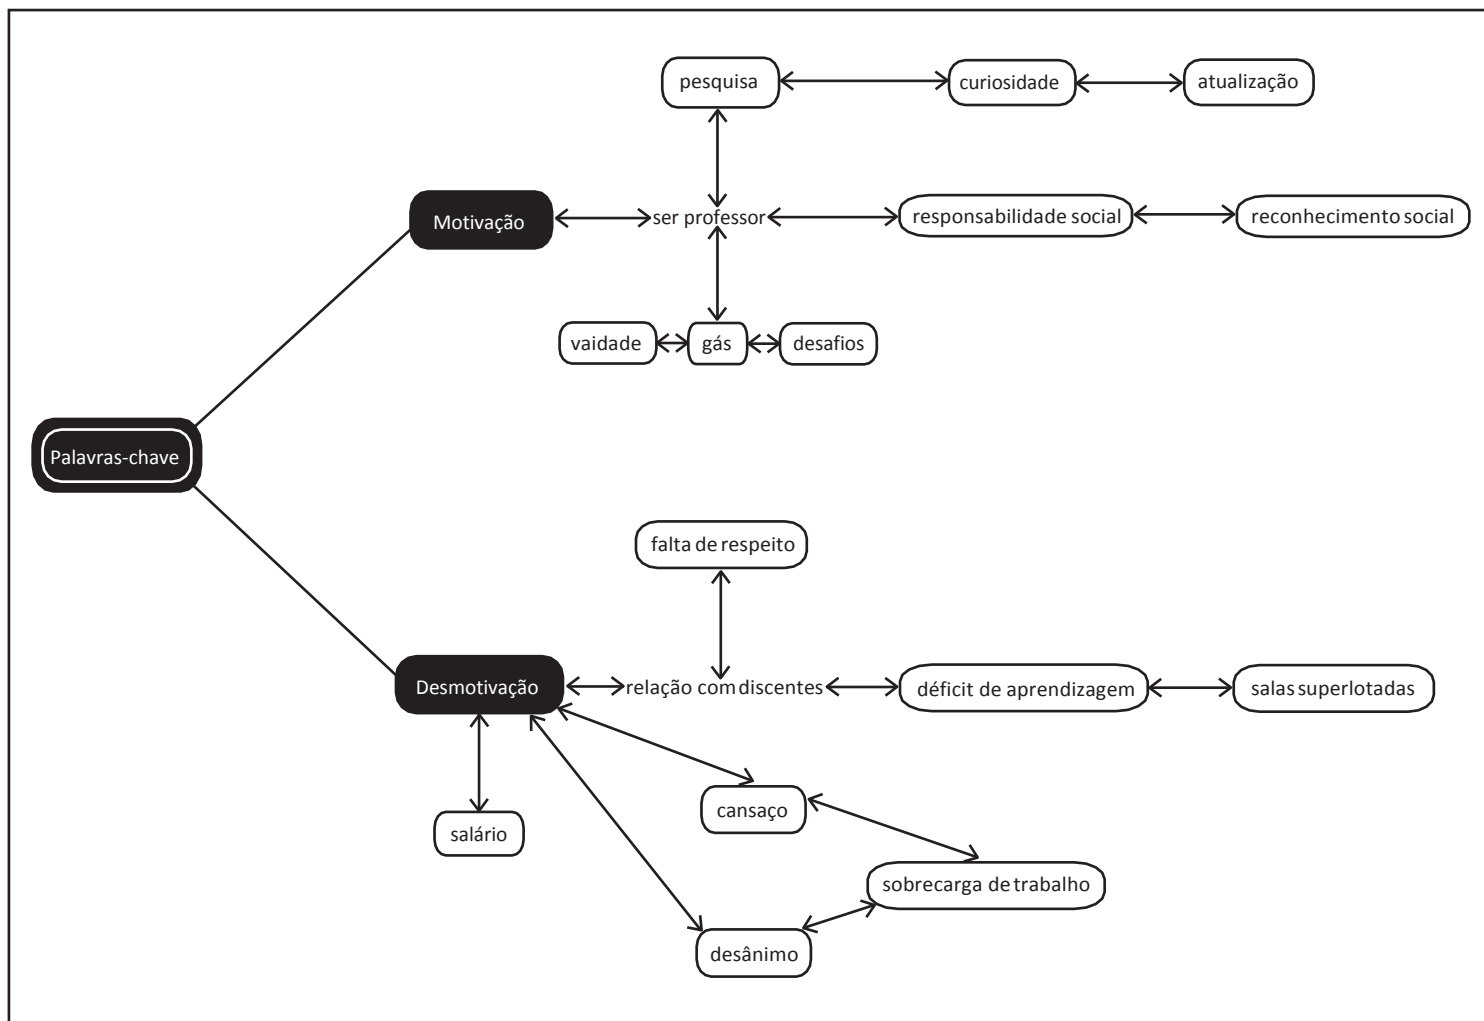 pesquisa
curiosidade
atualização
Motivação
ser professor
responsabilidade social
reconhecimento social
vaidade
gás
desafios
Palavras-chave
falta de respeito
Desmotivação
relação com discentes
déficit de aprendizagem
salas superlotadas
salário
cansaço
sobrecarga de trabalho
desânimo